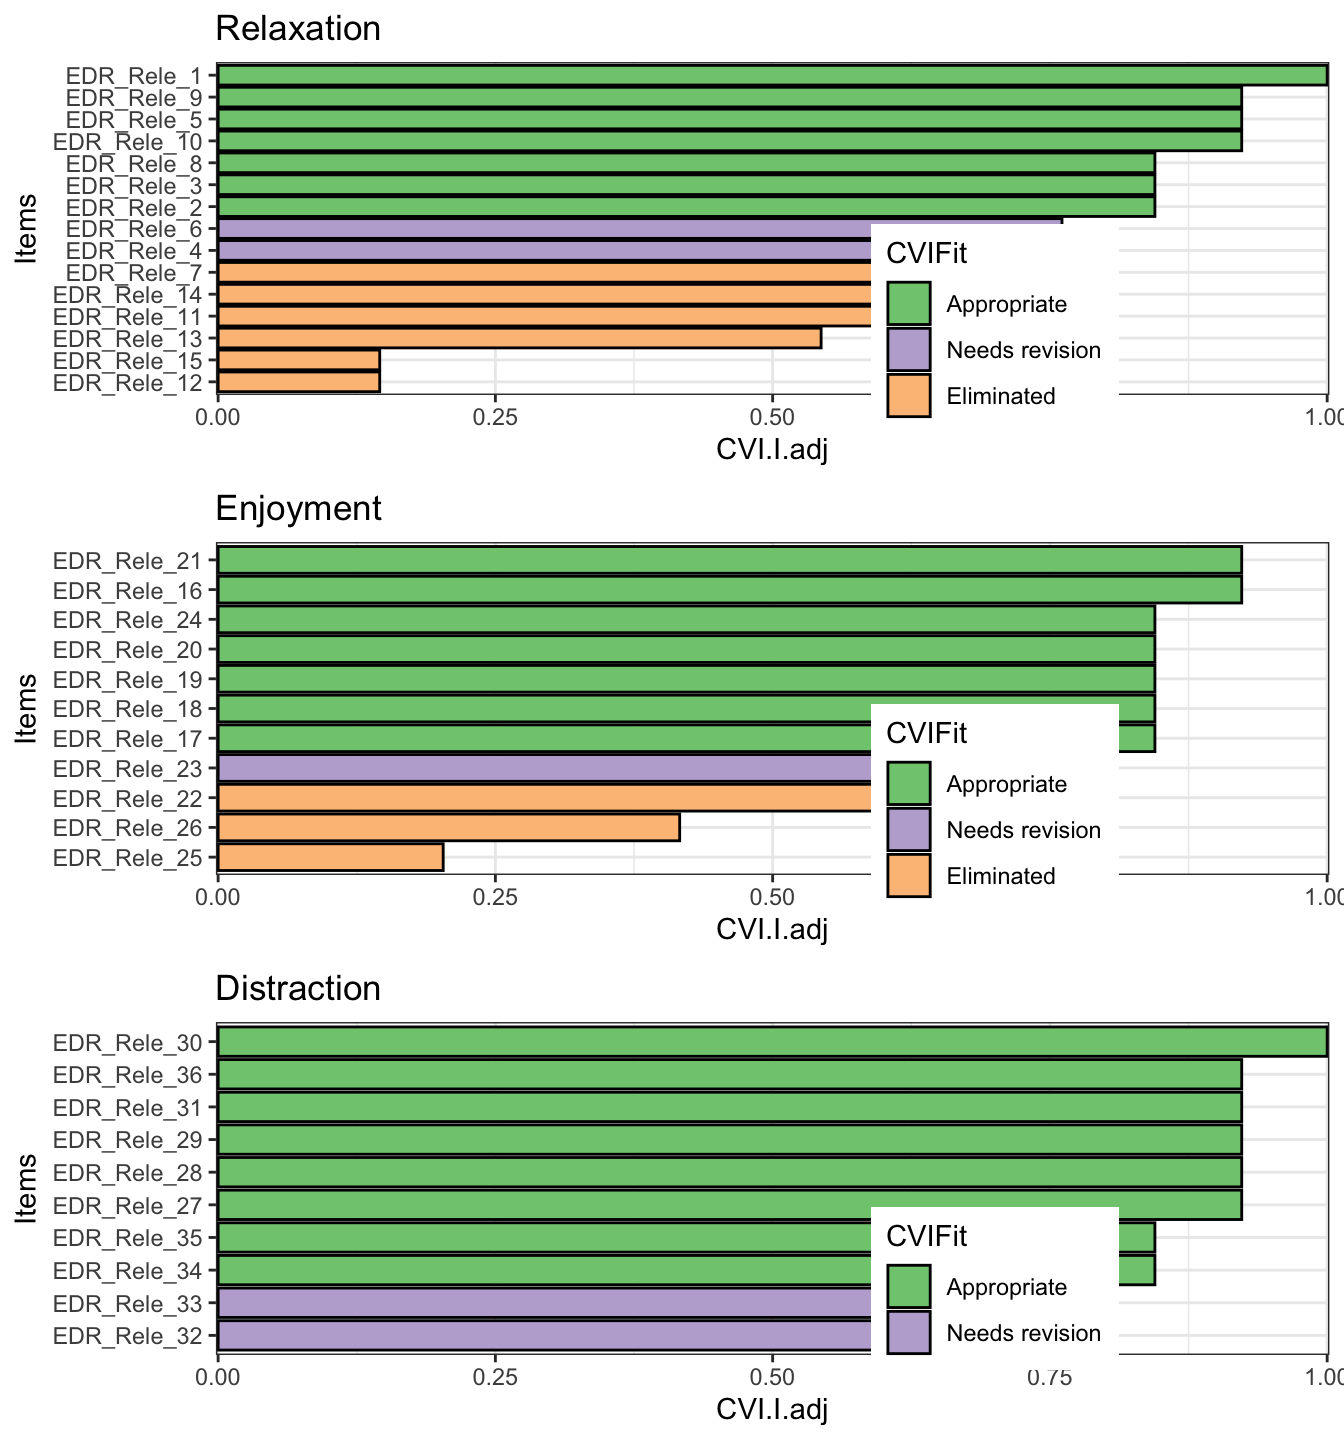 Relaxation
EDR_Rele_1
EDR_Rele_9
EDR_Rele_5
EDR_Rele_10
EDR_Rele_8
EDR_Rele_3
EDR_Rele_2
EDR_Rele_6
EDR_Rele_4
EDR_Rele_7
EDR_Rele_14
EDR_Rele_11
EDR_Rele_13
EDR_Rele_15
EDR_Rele_12
Items
CVIFit
Appropriate
Needs revision
Eliminated
0.00 0.25 0.50 1.00
CVI.I.adj
Enjoyment
EDR_Rele_21
EDR_Rele_16
EDR_Rele_24
EDR_Rele_20
EDR_Rele_19
EDR_Rele_18
EDR_Rele_17
EDR_Rele_23
EDR_Rele_22
EDR_Rele_26
EDR_Rele_25
Items
CVIFit
Appropriate
Needs revision
Eliminated
0.00 0.25 0.50 1.00
CVI.I.adj
Distraction
EDR_Rele_30
EDR_Rele_36
EDR_Rele_31
EDR_Rele_29
EDR_Rele_28
EDR_Rele_27
EDR_Rele_35
EDR_Rele_34
EDR_Rele_33
EDR_Rele_32
Items
CVIFit
Appropriate
Needs revision
0.00 0.25 0.50 0.75 1.00
CVI.I.adj